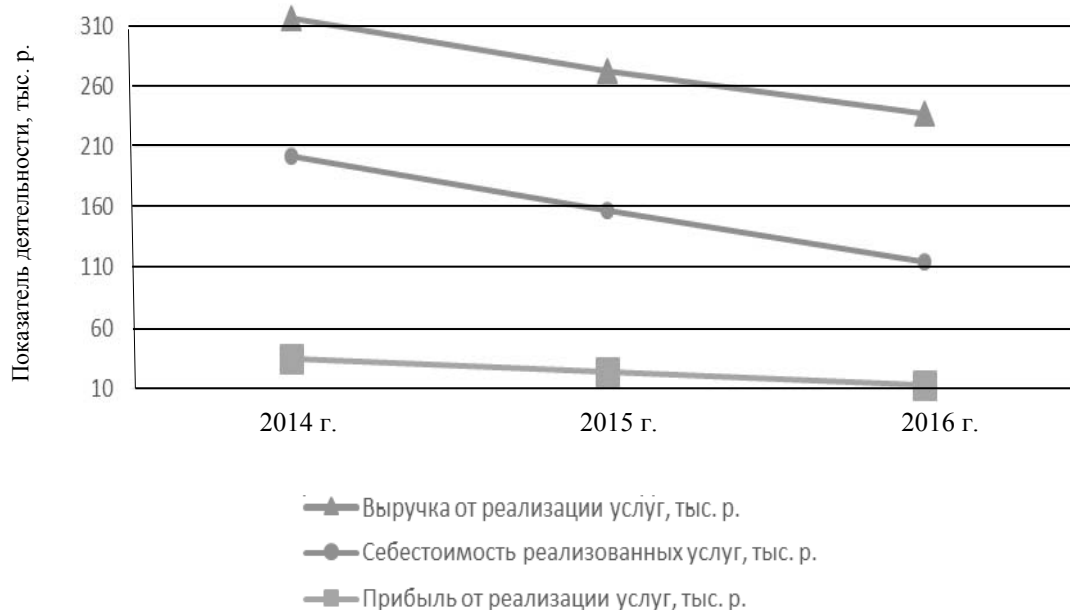 Показатель деятельности, тыс. р.
310
260
210
160
110
60
10
2014 г.
2015 г.
2016 г.
Выручка от реализации услуг, тыс. р.
Себестоимость реализованных услуг, тыс. р.
Прибыль от реализации услуг, тыс. р.